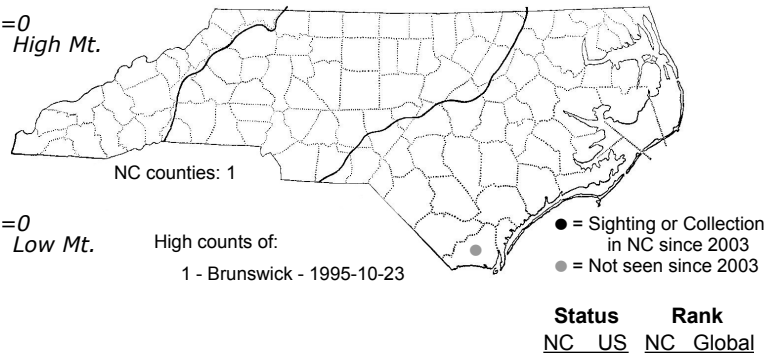 =0
High Mt.
NC counties: 1
=0
Low Mt.
High counts of:
1 - Brunswick - 1995-10-23
● = Sighting or Collection
in NC since 2003
● = Not seen since 2003
Status Rank
NC US NC Global